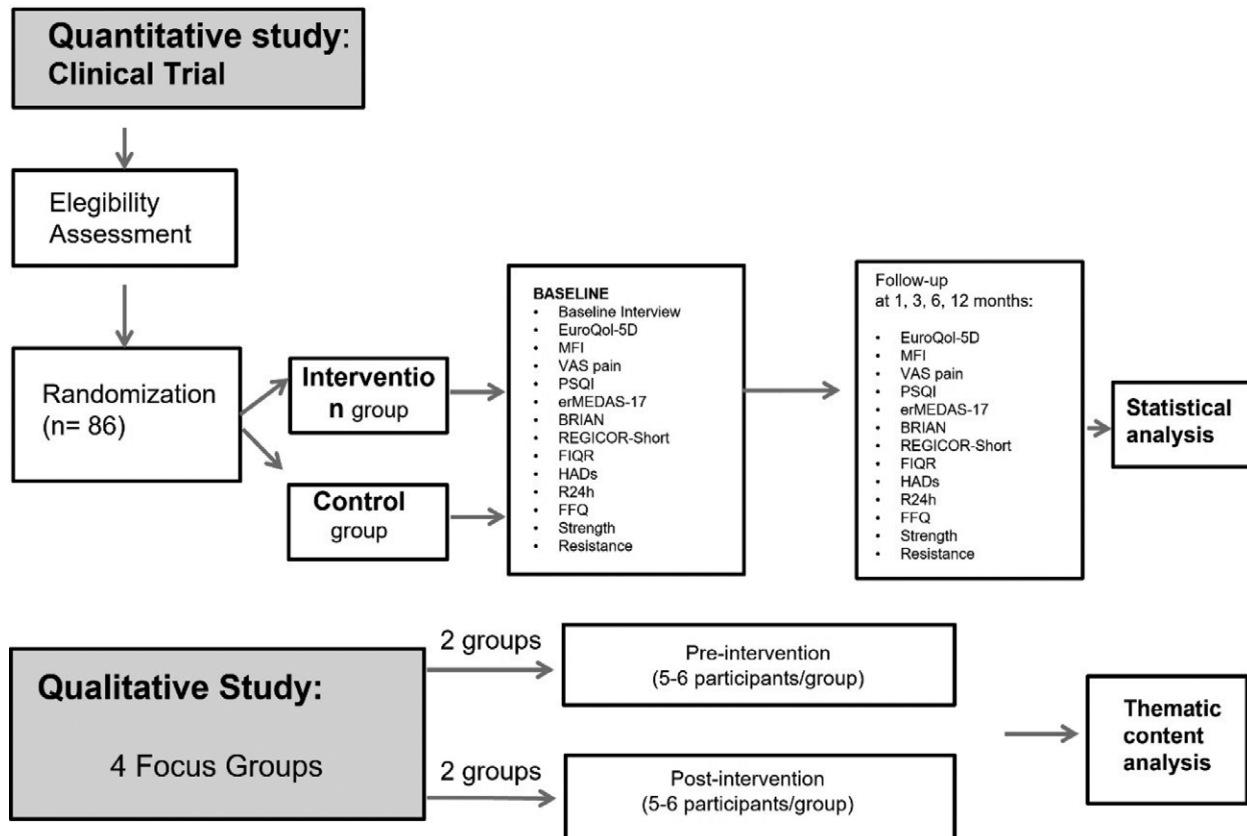 Quantitative study:
Clinical Trial
Elegibility
Assessment
Randomization
(n= 86)
Interventio
n group
Control
group
BASELINE
• Baseline Interview
• EuroQol-5D
• MFI
• VAS pain
• PSQI
• erMEDAS-17
• BRIAN
• REGICOR-Short
• FIQR
• HADs
• R24h
• FFQ
• Strength
• Resistance
Follow-up
at 1, 3, 6, 12 months:
• EuroQol-5D
• MFI
• VAS pain
• PSQI
• erMEDAS-17
• BRIAN
• REGICOR-Short
• FIQR
• HADs
• R24h
• FFQ
• Strength
• Resistance
Statistical
analysis
Qualitative Study:
4 Focus Groups
2 groups
Pre-intervention
(5-6 participants/group)
2 groups
Post-intervention
(5-6 participants/group)
Thematic
content
analysis